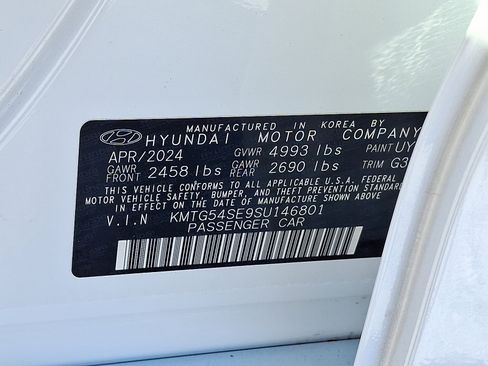 MANUFACTURED IN KOREA BY
HYUNDAI MOTOR COMPANY
APR/2024 GVWR 4993 lbs PAINT UY
GAWR FRONT 2458 lbs GAWR REAR 2690 lbs TRIM G3
THIS VEHICLE CONFORMS TO ALL APPLICABLE U.S.A. FEDERAL
MOTOR VEHICLE SAFETY, BUMPER, AND THEFT PREVENTION STANDARDS
IN EFFECT ON THE DATE OF MANUFACTURE SHOWN ABOVE
V.I.N KMTG54SE9SU146801
PASSENGER CAR